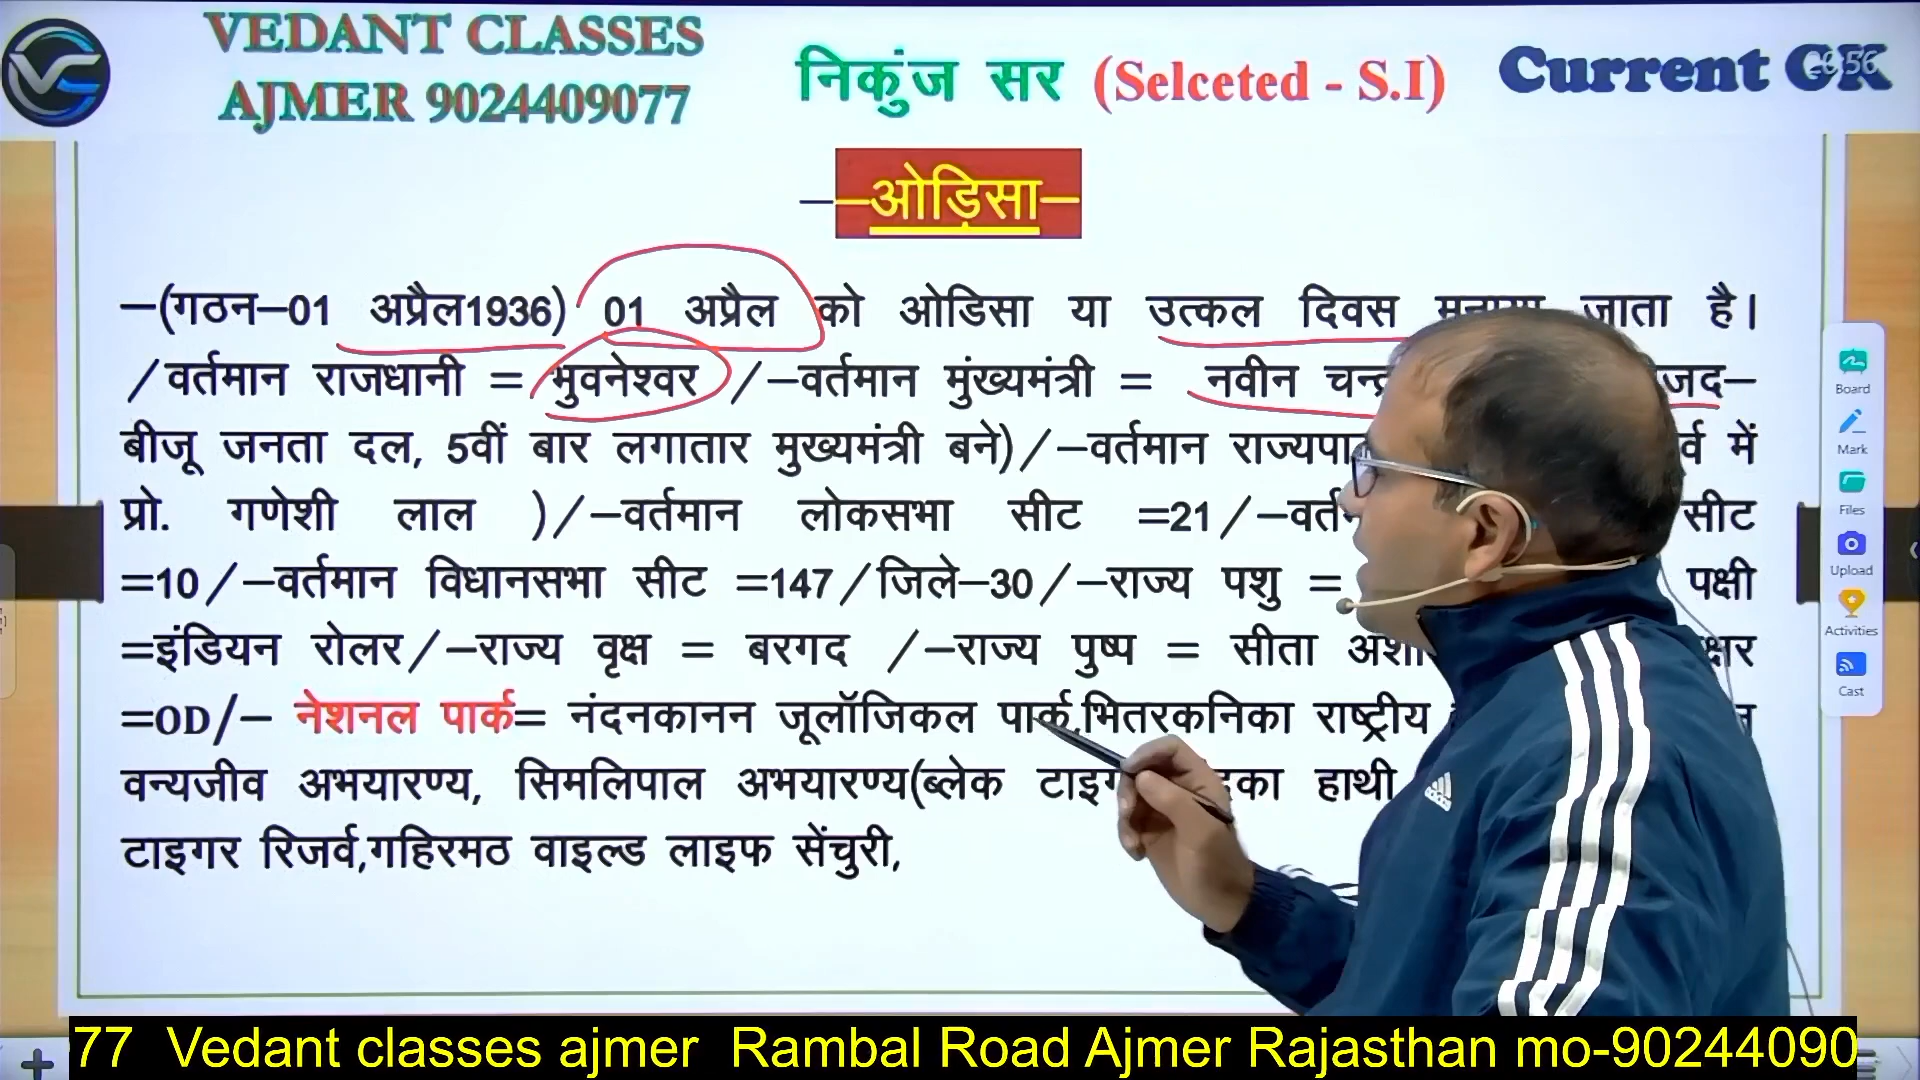 VEDANT CLASSES
AJMER 9024409077
निकुंज सर (Selceted - S.I)
Current GK
——ओड़िसा—
—(गठन—01 अप्रैल1936) 01 अप्रैल को ओडिसा या उत्कल दिवस मनाया जाता है।
/वर्तमान राजधानी = भुवनेश्वर /—वर्तमान मुंख्यमंत्री = नवीन जद—
बीजू जनता दल, 5वीं बार लगातार मुख्यमंत्री बने)/—वर्तमान में
प्रो. गणेशी लाल )/—वर्तमान लोकसभा सीट =21/ सीट
=10/—वर्तमान विधानसभा सीट =147/जिले—30/—राज्य पशु = पक्षी
=इंडियन रोलर/—राज्य वृक्ष = बरगद /—राज्य पुष्प = सीता
=OD/— नेशनल पार्क= नंदनकानन जूलॉजिकल पार्क,भितरकनिका राष्ट्रीय
वन्यजीव अभयारण्य, सिमलिपाल अभयारण्य(ब्लेक हाथी
टाइगर रिजर्व,गहिरमठ वाइल्ड लाइफ सेंचुरी,
Board
Mark
Files
Upload
Activities
Cast
77 Vedant classes ajmer Rambal Road Ajmer Rajasthan mo-90244090